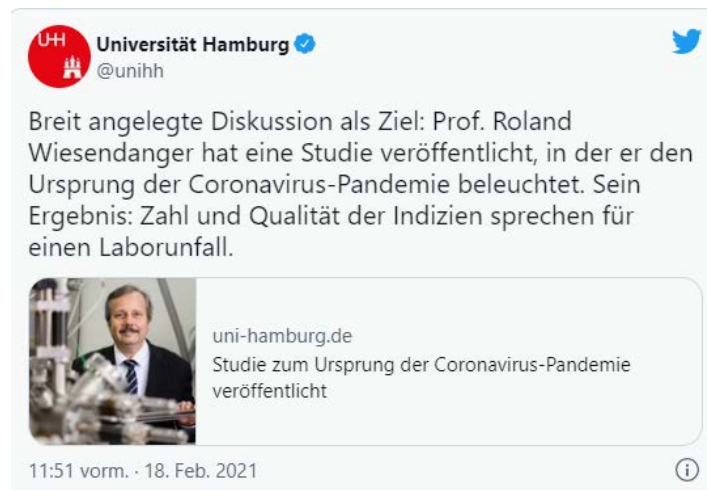 UH
Universität Hamburg
@unihh
Breit angelegte Diskussion als Ziel: Prof. Roland
Wiesendanger hat eine Studie veröffentlicht, in der er den
Ursprung der Coronavirus-Pandemie beleuchtet. Sein
Ergebnis: Zahl und Qualität der Indizien sprechen für
einen Laborunfall.
uni-hamburg.de
Studie zum Ursprung der Coronavirus-Pandemie
veröffentlicht
11:51 vorm. · 18. Feb. 2021